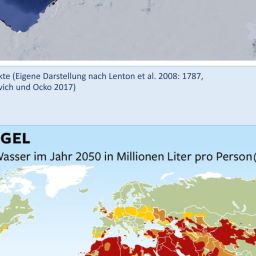 kte (Eigene Darstellung nach Lenton et al. 2008: 1787,
vich und Ocko 2017)
GEL
Wasser im Jahr 2050 in Millionen Liter pro Person(